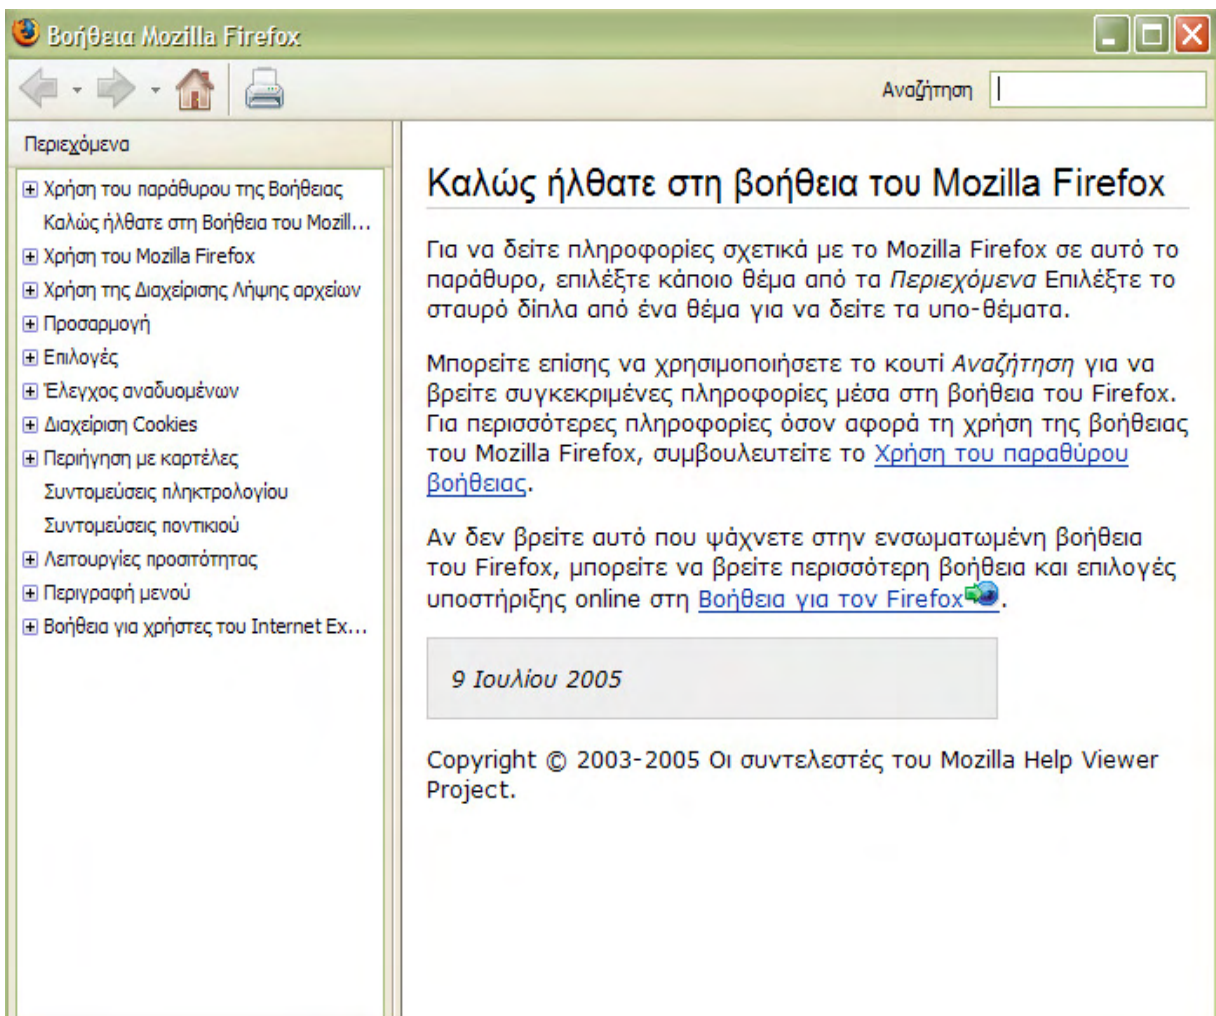 Βοήθεια Mozilla Firefox
Αναζήτηση
Περιεχόμενα
Χρήση του παράθυρου της Βοήθειας
Καλώς ήλθατε στη Βοήθεια του Mozill...
Χρήση του Mozilla Firefox
Χρήση της Διαχείρισης Λήψης αρχείων
Προσαρμογή
Επιλογές
Έλεγχος αναδυομένων
Διαχείριση Cookies
Περιήγηση με καρτέλες
Συντομεύσεις πληκτρολογίου
Συντομεύσεις ποντικιού
Λειτουργίες προσιτότητας
Περιγραφή μενού
Βοήθεια για χρήστες του Internet Ex...
Καλώς ήλθατε στη βοήθεια του Mozilla Firefox
Για να δείτε πληροφορίες σχετικά με το Mozilla Firefox σε αυτό το
παράθυρο, επιλέξτε κάποιο θέμα από τα Περιεχόμενα Επιλέξτε το
σταυρό δίπλα από ένα θέμα για να δείτε τα υπο-θέματα.
Μπορείτε επίσης να χρησιμοποιήσετε το κουτί Αναζήτηση για να
βρείτε συγκεκριμένες πληροφορίες μέσα στη βοήθεια του Firefox.
Για περισσότερες πληροφορίες όσον αφορά τη χρήση της βοήθειας
του Mozilla Firefox, συμβουλευτείτε το Χρήση του παραθύρου
βοήθειας.
Αν δεν βρείτε αυτό που ψάχνετε στην ενσωματωμένη βοήθεια
του Firefox, μπορείτε να βρείτε περισσότερη βοήθεια και επιλογές
υποστήριξης online στη Βοήθεια για τον Firefox.
9 Ιουλίου 2005
Copyright © 2003-2005 Οι συντελεστές του Mozilla Help Viewer
Project.